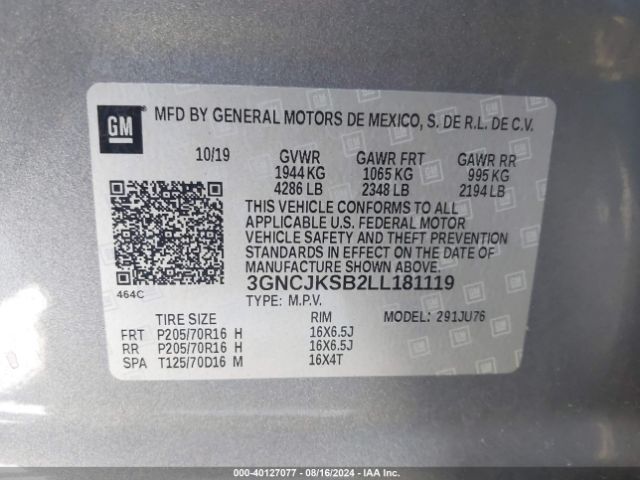 GM
MFD BY GENERAL MOTORS DE MEXICO, S. DE R.L. DE C.V.
10/19 GVWR GAWR FRT GAWR RR
1944 KG 1065 KG 995 KG
4286 LB 2348 LB 2194 LB
THIS VEHICLE CONFORMS TO ALL
APPLICABLE U.S. FEDERAL MOTOR
VEHICLE SAFETY AND THEFT PREVENTION
STANDARDS IN EFFECT ON THE DATE OF
MANUFACTURE SHOWN ABOVE.
464C 3GNCJKSB2LL181119
TYPE: M.P.V.
TIRE SIZE RIM MODEL: 291JU76
FRT P205/70R16 H 16X6.5J
RR P205/70R16 H 16X6.5J
SPA T125/70D16 M 16X4T
000-40127077 - 08/16/2024 - IAA Holdings, LLC.